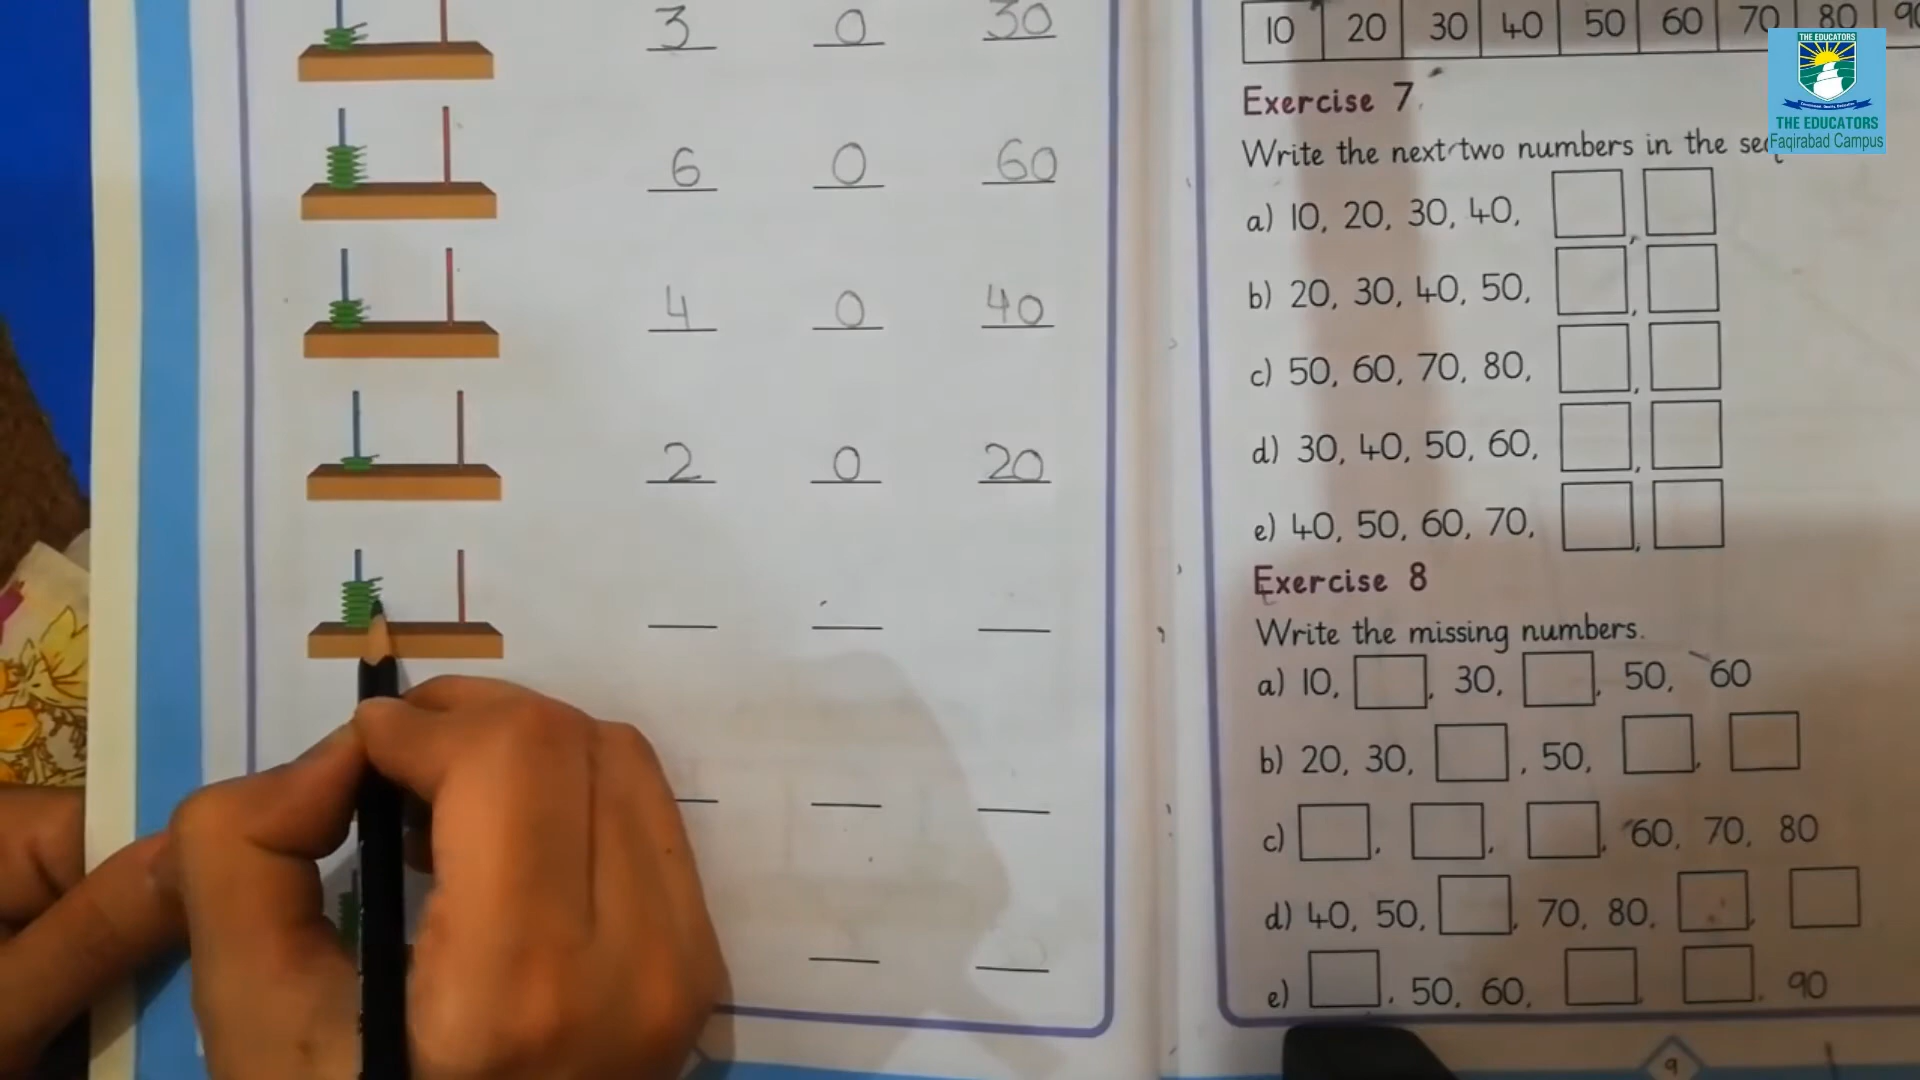 3 0 30
6 0 60
4 0 40
2 0 20
10 20 30 40 50 60 70 80
Exercise 7
Write the next two numbers in the
a) 10, 20, 30, 40,
b) 20, 30, 40, 50,
c) 50, 60, 70, 80,
d) 30, 40, 50, 60,
e) 40, 50, 60, 70,
Exercise 8
Write the missing numbers.
a) 10, , 30, , 50, 60
b) 20, 30, , 50, ,
c) , , , 60, 70, 80
d) 40, 50, , 70, 80, ,
e) , 50, 60, , , 90
9
THE EDUCATORS
THE EDUCATORS
Faqirabad Campus